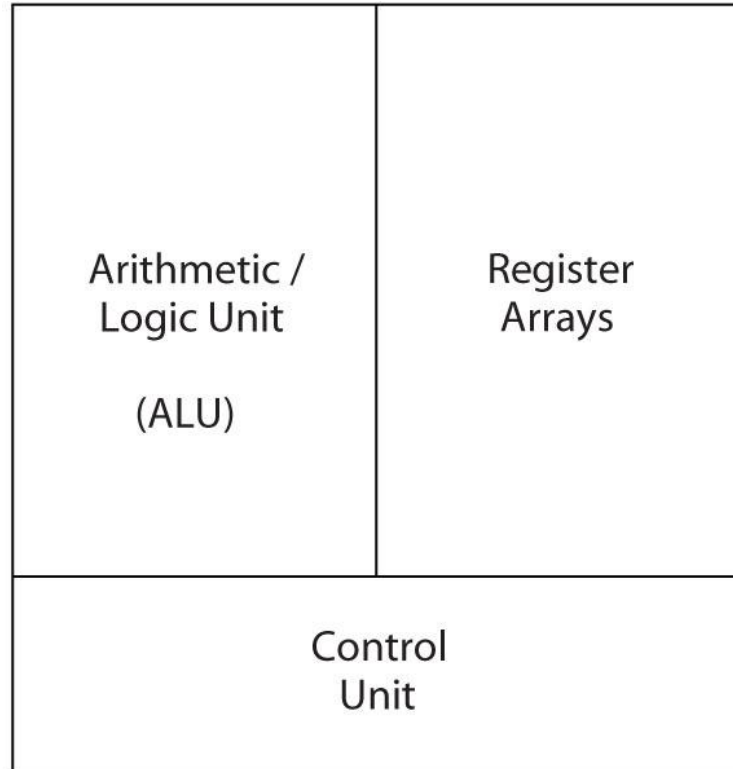 Arithmetic /
Logic Unit
(ALU)
Register
Arrays
Control
Unit